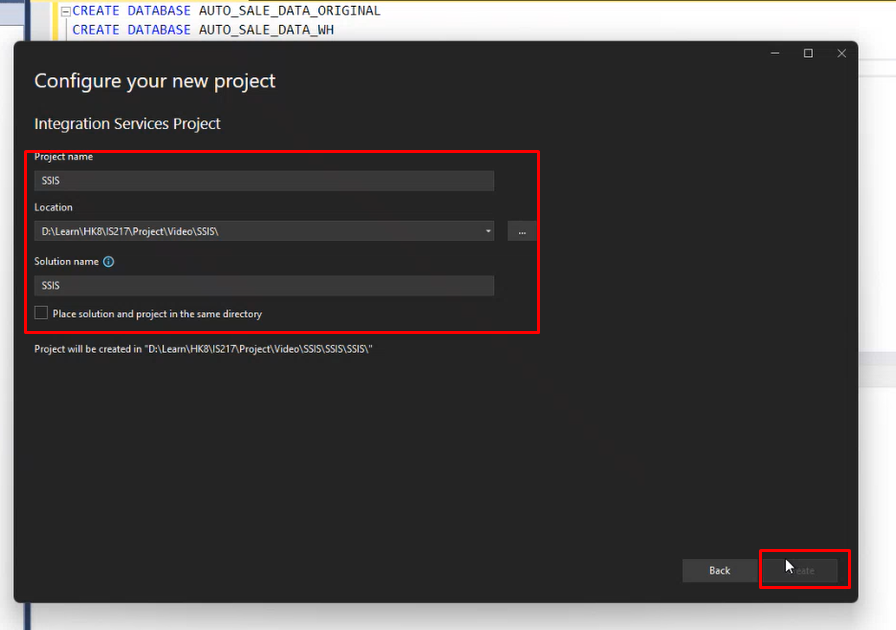 CREATE DATABASE AUTO_SALE_DATA_ORIGINAL
CREATE DATABASE AUTO_SALE_DATA_WH
Configure your new project
Integration Services Project
Project name
SSIS
Location
D:\Learn\HK8\IS217\Project\Video\SSIS\
...
Solution name
SSIS
Place solution and project in the same directory
Project will be created in "D:\Learn\HK8\IS217\Project\Video\SSIS\SSIS\SSIS\"
Back